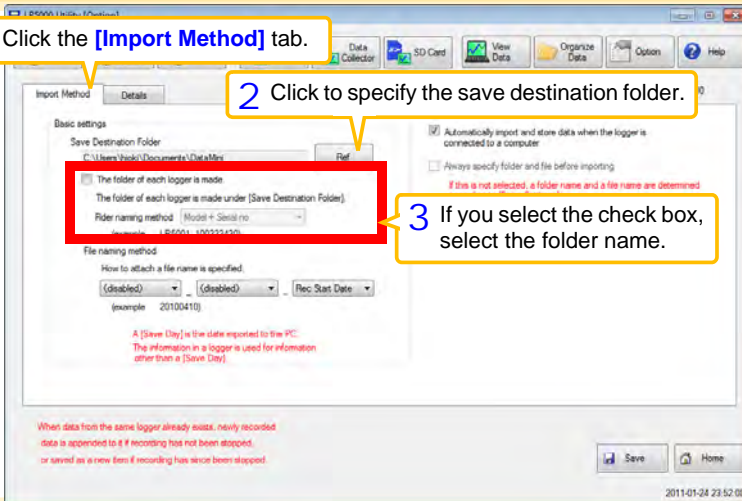 LR5000 Utility [Option]
Click the [Import Method] tab.
Data
Collector
SD Card
View
Data
Organize
Data
Option
Help
Import Method
Details
2 Click to specify the save destination folder.
Basic settings
Save Destination Folder
C:\Users\hioki\Documents\DataMini
Ref
Automatically import and store data when the logger is
connected to a computer
Always specify folder and file before importing
If this is not selected, a folder name and a file name are determined
The folder of each logger is made.
The folder of each logger is made under [Save Destination Folder].
Flder naming method Model + Serial no
(example LR5001_100222430)
3 If you select the check box,
select the folder name.
File naming method
How to attach a file name is specified.
(disabled) _ (disabled) _ Rec Start Date
(example 20100410)
A [Save Day] is the date imported to the PC.
The information in a logger is used for information
other than a [Save Day].
When data from the same logger already exists, newly recorded
data is appended to it if recording has not been stopped,
or saved as a new item if recording has since been stopped.
Save
Home
2011-01-24 23:52:0